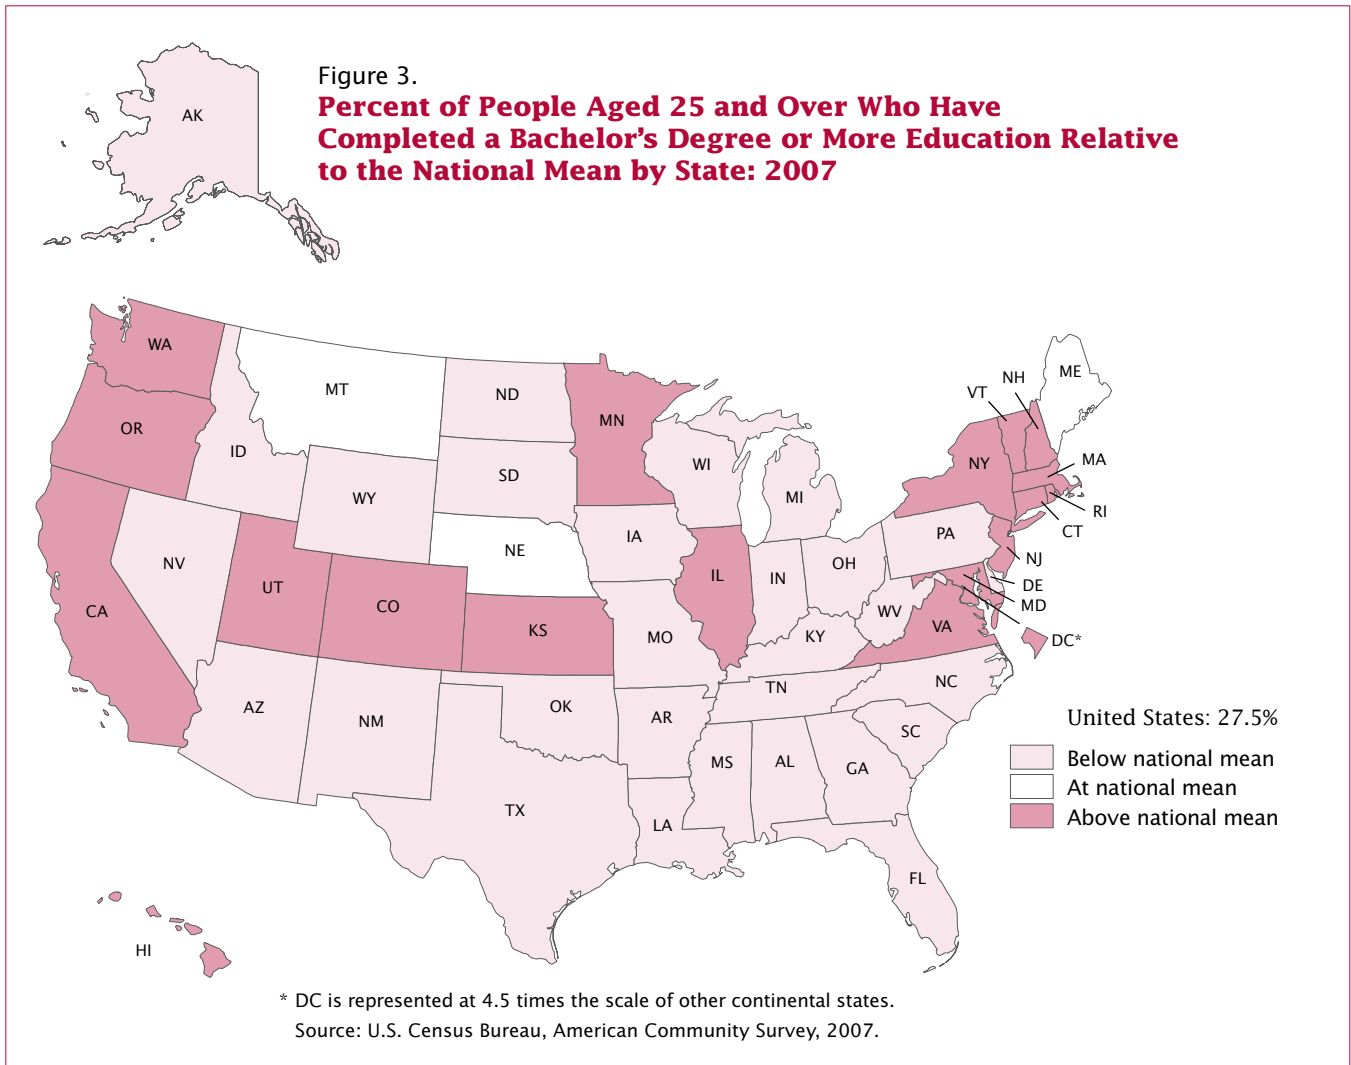 AK
Figure 3.
Percent of People Aged 25 and Over Who Have
Completed a Bachelor's Degree or More Education Relative
to the National Mean by State: 2007
WA
MT
ND
MN
OR
ID
SD
WY
WI
MI
NH
VT
ME
NY
MA
RI
CT
NJ
DE
MD
DC*
NV
UT
CO
NE
IA
PA
IL
IN
OH
CA
KS
MO
KY
WV
VA
AZ
NM
OK
AR
TN
NC
SC
MS
AL
GA
TX
LA
FL
HI
United States: 27.5%
Below national mean
At national mean
Above national mean
* DC is represented at 4.5 times the scale of other continental states.
Source: U.S. Census Bureau, American Community Survey, 2007.